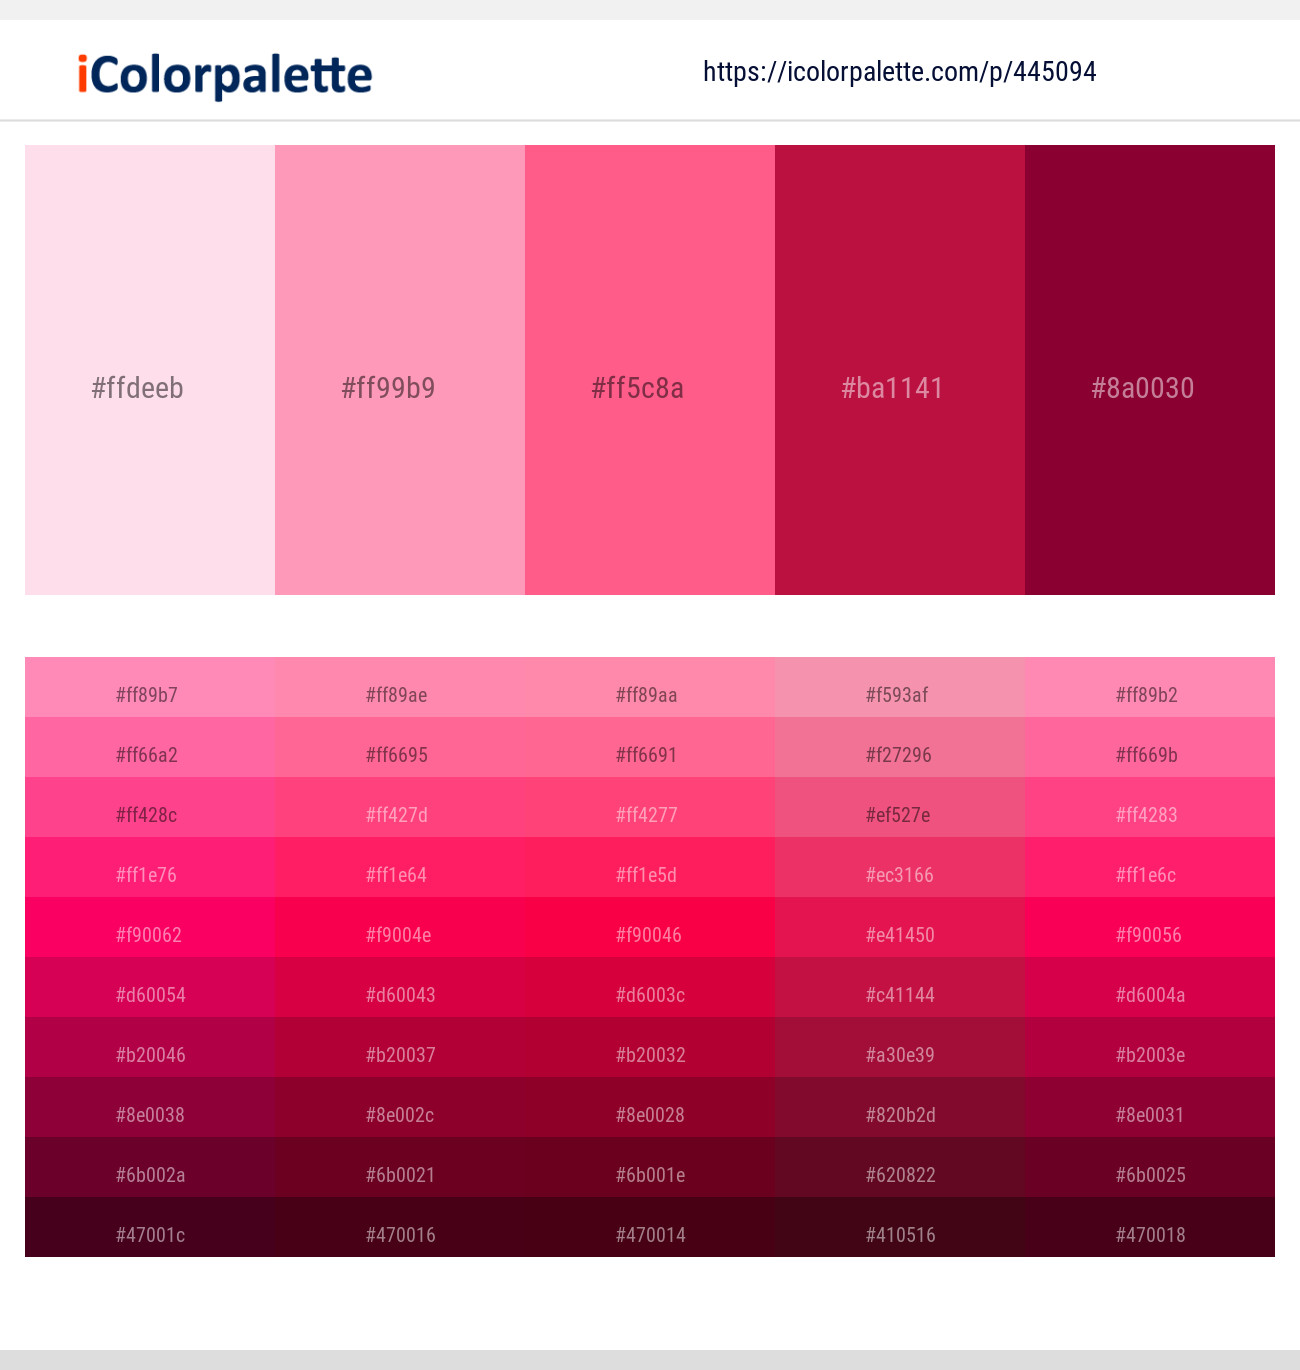 iColorpalette
https://icolorpalette.com/p/445094
#ffdeeb #ff99b9 #ff5c8a #ba1141 #8a0030
#ff89b7 #ff89ae #ff89aa #f593af #ff89b2
#ff66a2 #ff6695 #ff6691 #f27296 #ff669b
#ff428c #ff427d #ff4277 #ef527e #ff4283
#ff1e76 #ff1e64 #ff1e5d #ec3166 #ff1e6c
#f90062 #f9004e #f90046 #e41450 #f90056
#d60054 #d60043 #d6003c #c41144 #d6004a
#b20046 #b20037 #b20032 #a30e39 #b2003e
#8e0038 #8e002c #8e0028 #820b2d #8e0031
#6b002a #6b0021 #6b001e #620822 #6b0025
#47001c #470016 #470014 #410516 #470018